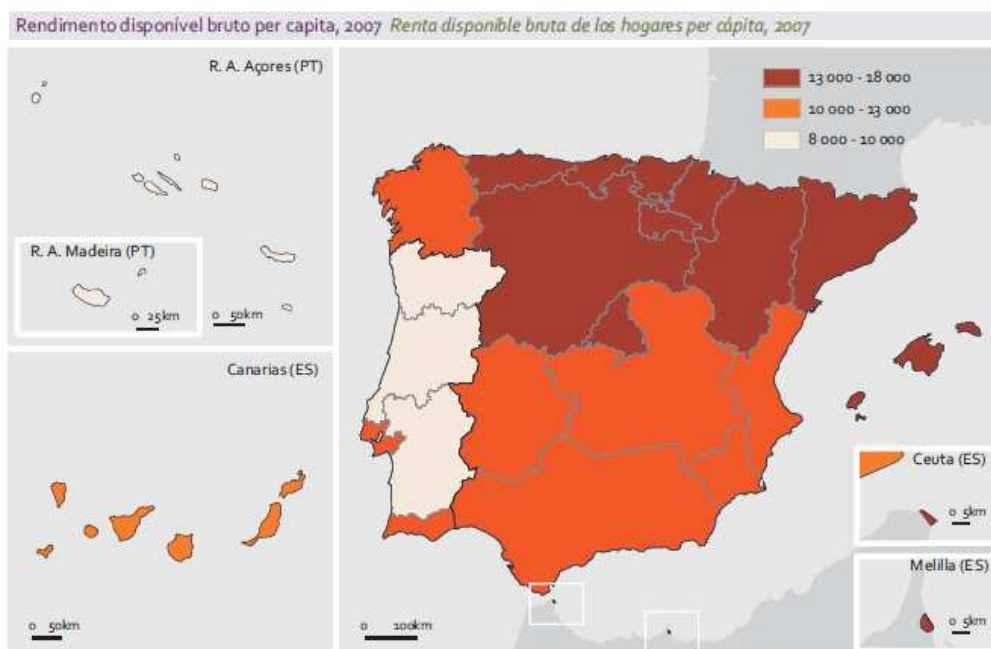 Rendimento disponível bruto per capita, 2007 Renta disponible bruta de los hogares per cápita, 2007
R. A. Açores (PT)
R. A. Madeira (PT)
0 25km
0 50km
Canarias (ES)
0 50km
13 000 - 18 000
10 000 - 13 000
8 000 - 10 000
0 100km
Ceuta (ES)
0 5km
Melilla (ES)
0 5km